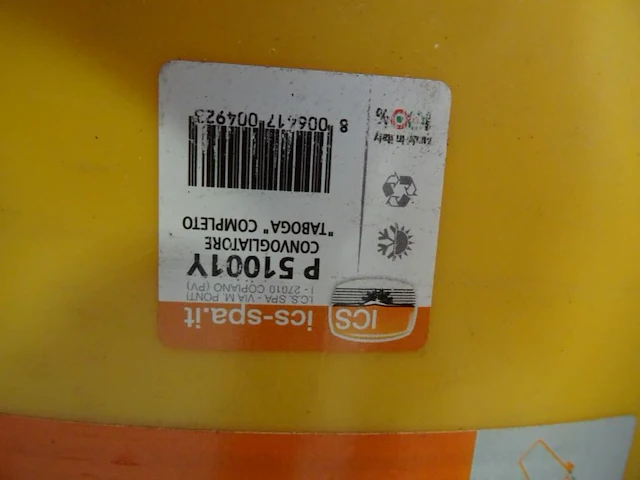 ICS ics-spa.it
I.C.S. SPA - VIA M. PONTI
I - 27010 COPIANO (PV)
P 51001Y
CONVOGLIATORE
"TABOGA" COMPLETO
8 006417 004923
made in italy
100%